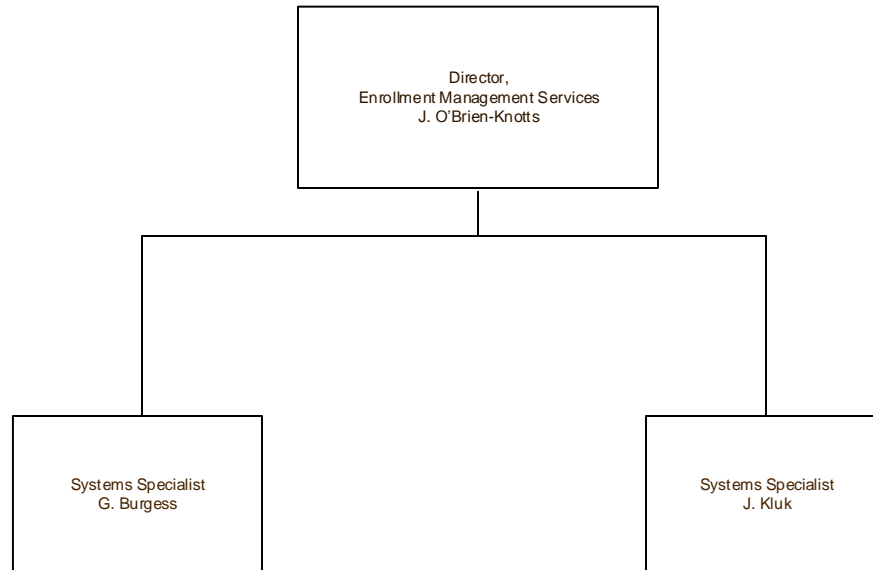 Director,
Enrollment Management Services
J. O'Brien-Knotts
Systems Specialist
G. Burgess
Systems Specialist
J. Kluk